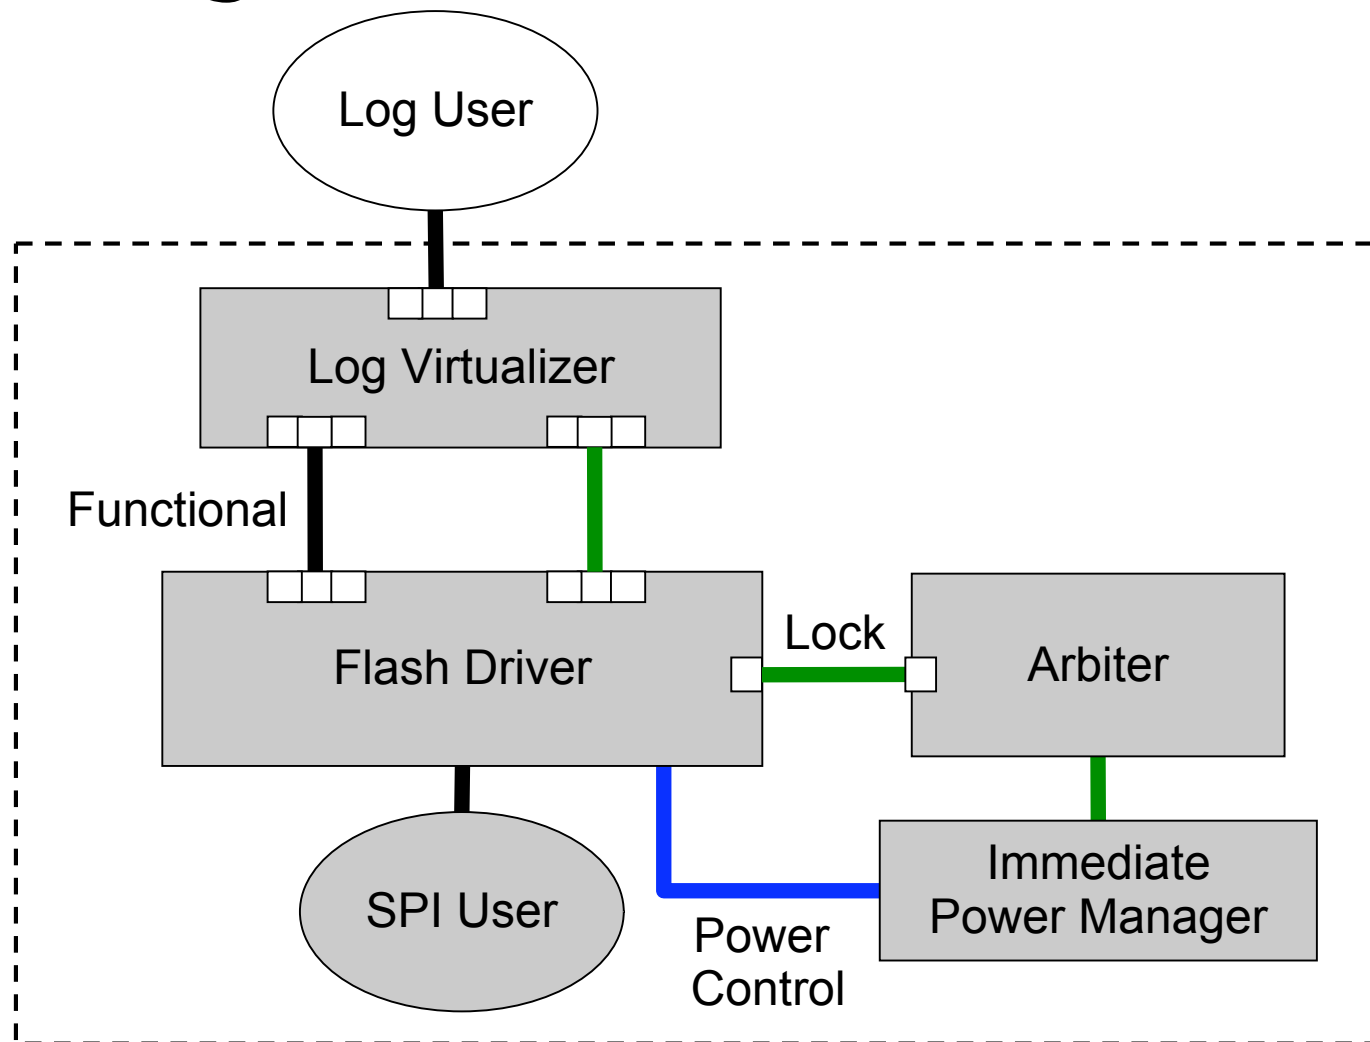 Log User
Log Virtualizer
Functional
Flash Driver
Lock
Arbiter
Immediate
Power Manager
SPI User
Power
Control